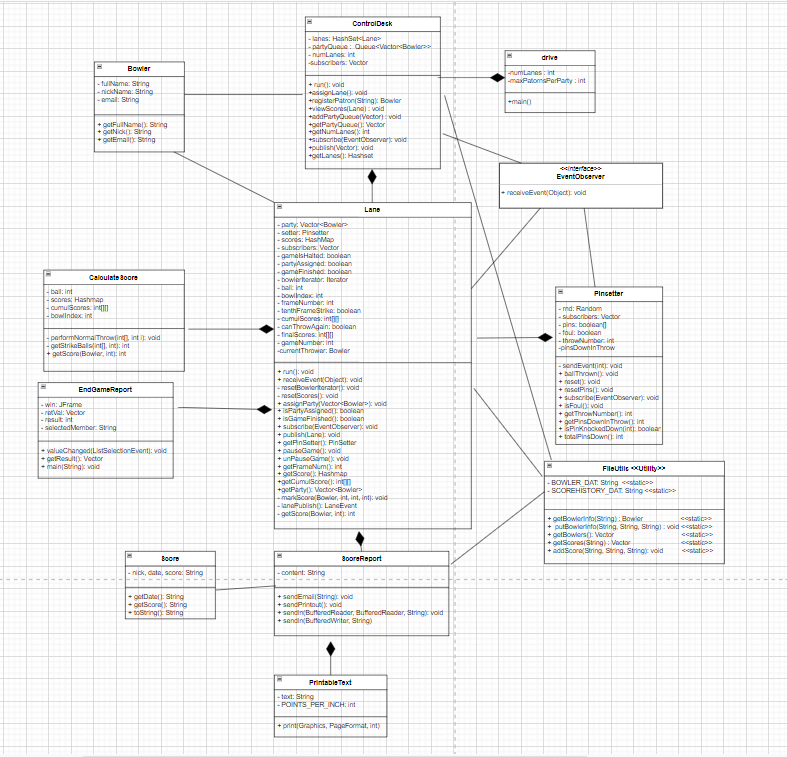 ControlDesk
- lanes: HashSet<Lane>
- partyQueue : Queue<Vector<Bowler>>
- numLanes: int
-subscribers: Vector
+ run(): void
+assignLane(): void
+registerPatron(String): Bowler
+viewScores(Lane) : void
+addPartyQueue(Vector) : void
+getPartyQueue(): Vector
+getNumLanes(): int
+subscribe(EventObserver): void
+publish(Vector): void
+getLanes(): Hashset
drive
-numLanes : int
-maxPatornsPerParty : int
+main()
Bowler
- fullName: String
- nickName: String
- email: String
+ getFullName(): String
+ getNick(): String
+ getEmail(): String
<<interface>>
EventObserver
+ receiveEvent(Object): void
Lane
- party: Vector<Bowler>
- setter: Pinsetter
- scores: HashMap
- subscribers: Vector
- gameIsHalted: boolean
- partyAssigned: boolean
- gameFinished: boolean
- bowlerIterator: Iterator
- ball: int
- bowlIndex: int
- frameNumber: int
- tenthFrameStrike: boolean
- cumulScores: int[][]
- canThrowAgain: boolean
- finalScores: int[][]
- gameNumber: int
-currentThrower: Bowler
+ run(): void
+ receiveEvent(Object): void
- resetBowlerIterator(): void
- resetScores(): void
+ assignParty(Vector<Bowler>): void
+ isPartyAssigned(): boolean
+ isGameFinished(): boolean
+ subscribe(EventObserver): void
+ publish(Lane): void
+ getPinSetter(): PinSetter
+ pauseGame(): void
+ unPauseGame(): void
+ getFrameNum(): int
+ getScore(): Hashmap
+getCumulScore(): int[][]
+getParty(): Vector<Bowler>
- markScore(Bowler, int, int, int): void
- lanePublish(): LaneEvent
- getScore(Bowler, int): int
CalculateScore
- ball: int
- scores: Hashmap
- cumulScores: int[][]
- bowlIndex: int
- performNormalThrow(int[], int i): void
- getStrikeBalls(int[], int): int
+ getScore(Bowler, int): int
Pinsetter
- rnd: Random
- subscribers: Vector
- pins: boolean[]
- foul: boolean
- throwNumber: int
-pinsDownInThrow
- sendEvent(int): void
+ ballThrown(): void
+ reset(): void
+ resetPins(): void
+ subscribe(EventObserver): void
+ isFoul(): void
+ getThrowNumber(): int
+ getPinsDownInThrow(): int
+ isPinKnockedDown(int): boolean
+ totalPinsDown(): int
EndGameReport
- win: JFrame
- retVal: Vector
- result: int
- selectedMember: String
+ valueChanged(ListSelectionEvent): void
+ getResult(): Vector
+ main(String): void
FileUtils <<Utility>>
- BOWLER_DAT: String <<static>>
- SCOREHISTORY_DAT: String <<static>>
+ getBowlerInfo(String) : Bowler <<static>>
+ putBowlerInfo(String, String, String) : void <<static>>
+ getBowlers(): Vector <<static>>
+ getScores(String) : Vector <<static>>
+ addScore(String, String, String): void <<static>>
Score
- nick, date, score: String
+ getDate(): String
+ getScore(): String
+ toString(): String
ScoreReport
- content: String
+ sendEmail(String): void
+ sendPrintout(): void
+ sendln(BufferedReader, BufferedReader, String): void
+ sendln(BufferedWriter, String)
PrintableText
- text: String
- POINTS_PER_INCH: int
+ print(Graphics, PageFormat, int)